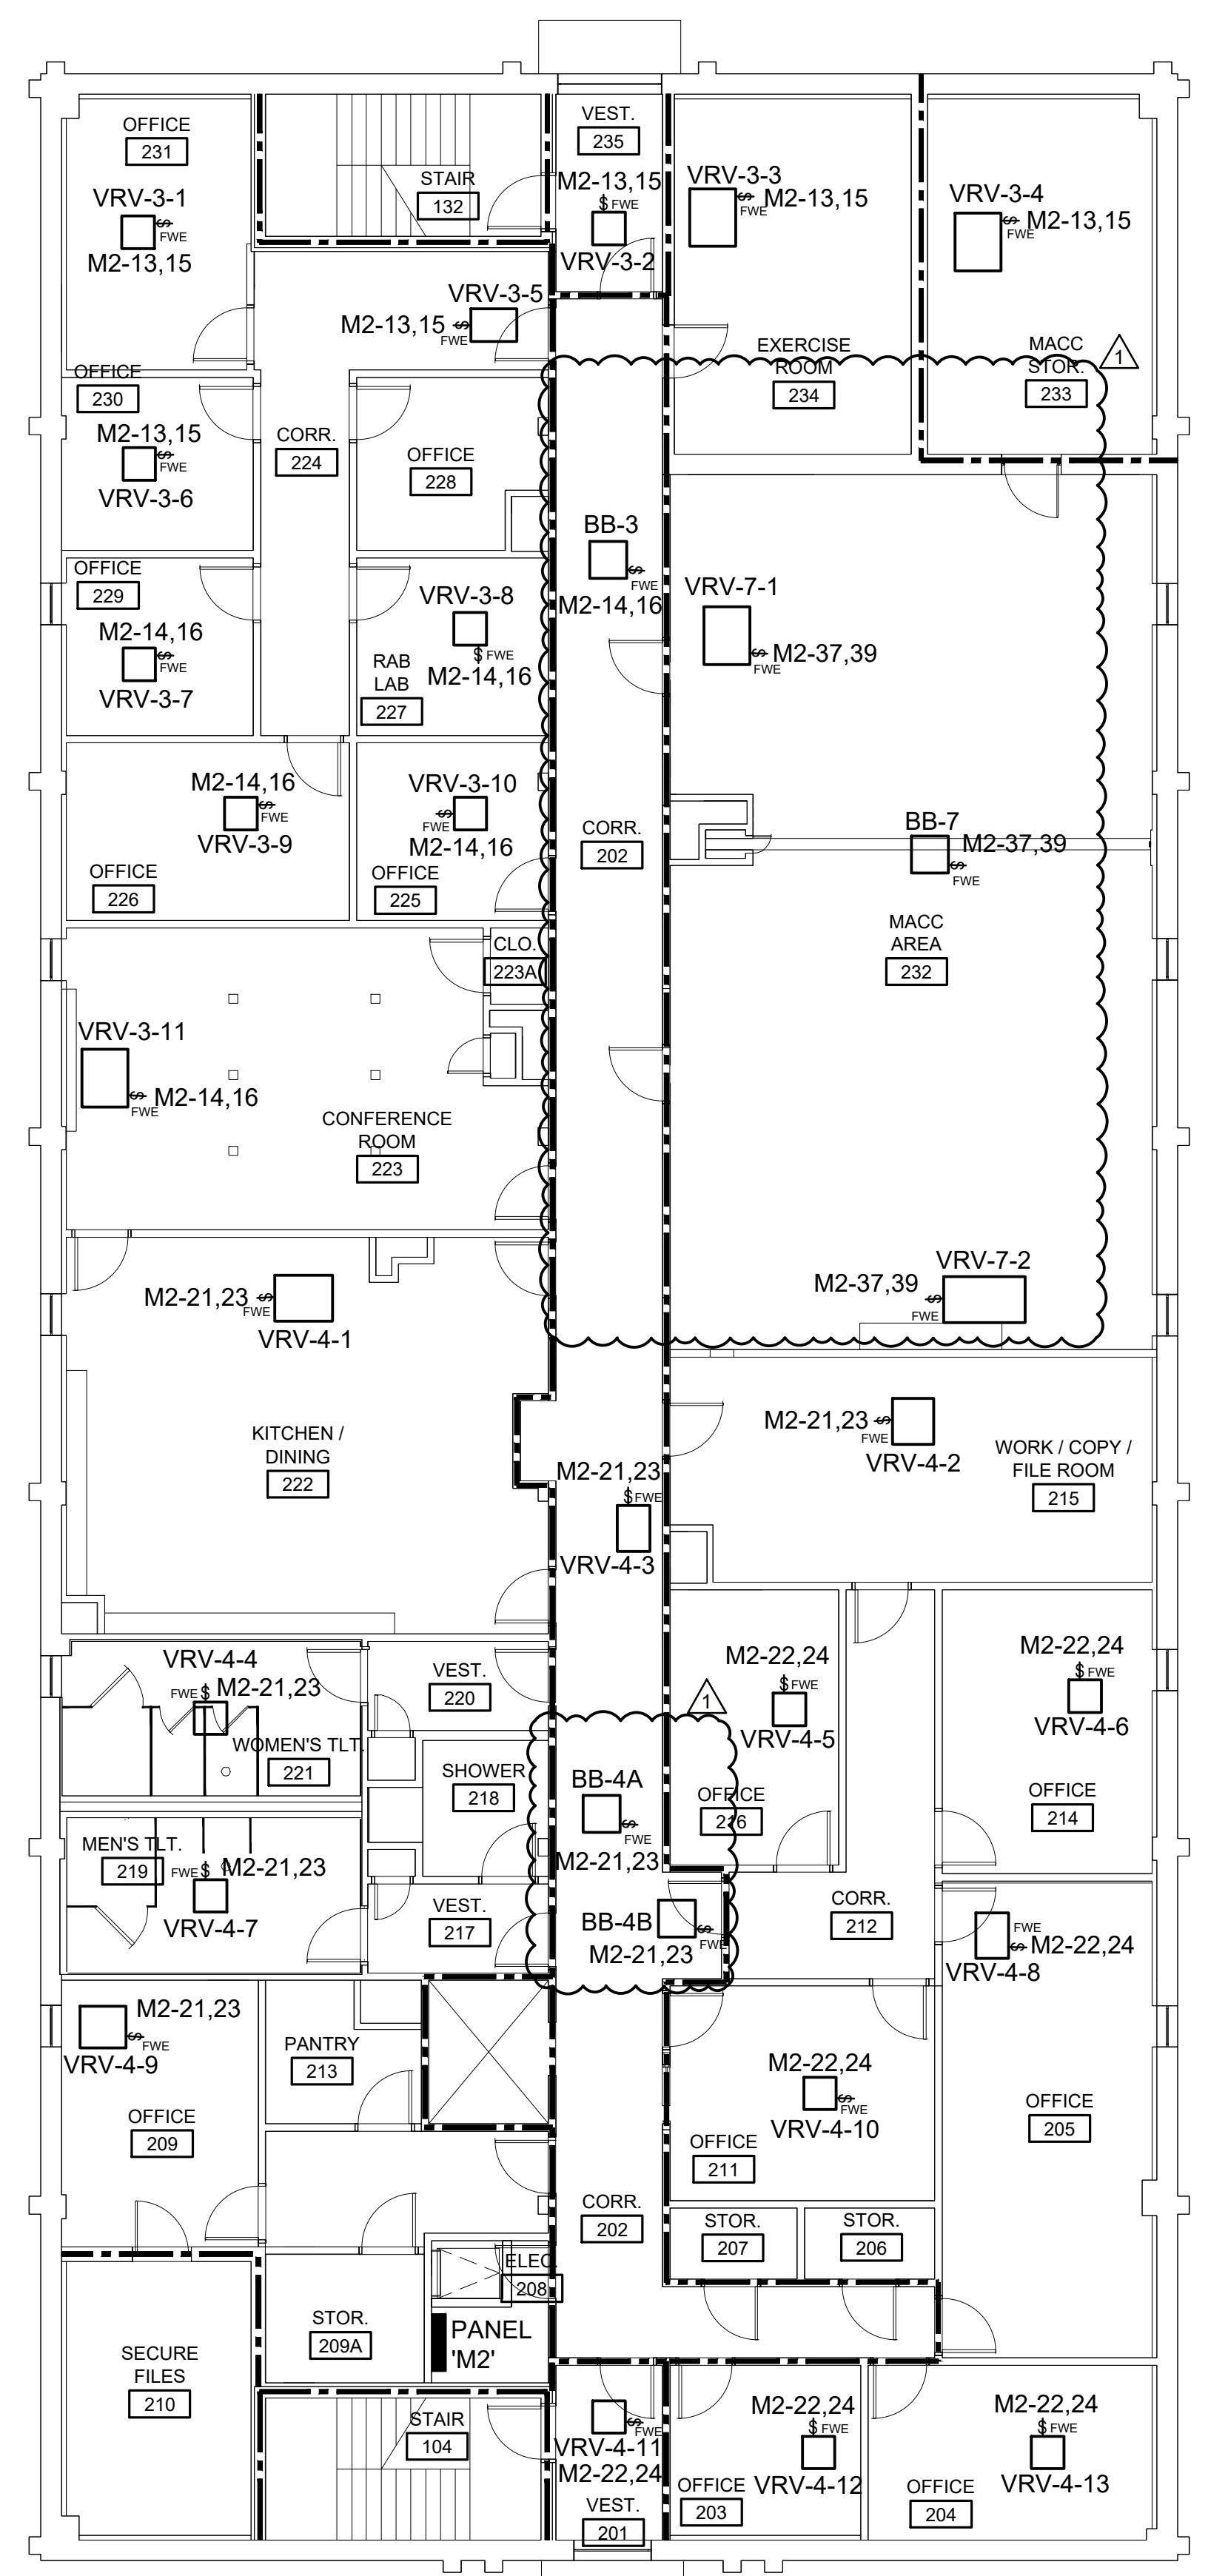 OFFICE
231
VRV-3-1
$
FWE
M2-13,15
STAIR
132
VEST.
235
M2-13,15
$ FWE
VRV-3-2
VRV-3-3
$
FWE
M2-13,15
VRV-3-4
$
FWE
M2-13,15
VRV-3-5
M2-13,15 $
FWE
EXERCISE
ROOM
234
MACC
STOR.
233
1
OFFICE
230
M2-13,15
$
FWE
VRV-3-6
CORR.
224
OFFICE
228
BB-3
$
FWE
M2-14,16
OFFICE
229
M2-14,16
$
FWE
VRV-3-7
VRV-3-8
$ FWE
M2-14,16
RAB
LAB
227
VRV-7-1
$ M2-37,39
FWE
M2-14,16
$
FWE
VRV-3-9
OFFICE
226
VRV-3-10
$
FWE
M2-14,16
OFFICE
225
CORR.
202
BB-7
M2-37,39
$
FWE
MACC
AREA
232
CLO.
223A
VRV-3-11
$ M2-14,16
FWE
CONFERENCE
ROOM
223
M2-21,23 $
FWE
VRV-4-1
VRV-7-2
M2-37,39
$
FWE
KITCHEN /
DINING
222
M2-21,23 $
FWE
VRV-4-2
WORK / COPY /
FILE ROOM
215
M2-21,23
$ FWE
VRV-4-3
VRV-4-4
FWE $ M2-21,23
WOMEN'S TLT.
221
VEST.
220
M2-22,24
$ FWE
VRV-4-5
1
OFFICE
216
M2-22,24
$ FWE
VRV-4-6
OFFICE
214
SHOWER
218
BB-4A
$
FWE
M2-21,23
MEN'S TLT.
219
FWE $ M2-21,23
VRV-4-7
VEST.
217
BB-4B
$
FWE
M2-21,23
CORR.
212
FWE
$ M2-22,24
VRV-4-8
M2-21,23
$
FWE
VRV-4-9
OFFICE
209
PANTRY
213
M2-22,24
$
FWE
VRV-4-10
OFFICE
211
OFFICE
205
CORR.
202
STOR.
207
STOR.
206
ELEC.
208
STOR.
209A
PANEL
'M2'
SECURE
FILES
210
STAIR
104
$
FWE
VRV-4-11
M2-22,24
VEST.
201
M2-22,24
$ FWE
VRV-4-12
OFFICE
203
M2-22,24
$ FWE
VRV-4-13
OFFICE
204